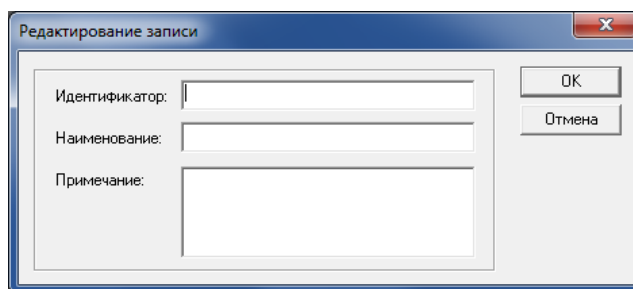 Редактирование записи
Идентификатор:
Наименование:
Примечание:
OK
Отмена